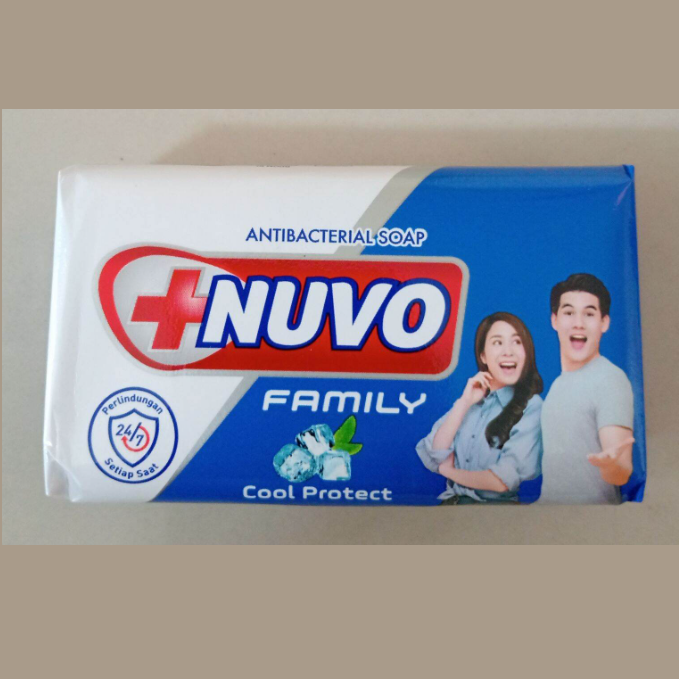 ANTIBACTERIAL SOAP
NUVO
FAMILY
Perlindungan
24/7
Setiap Saat
Cool Protect